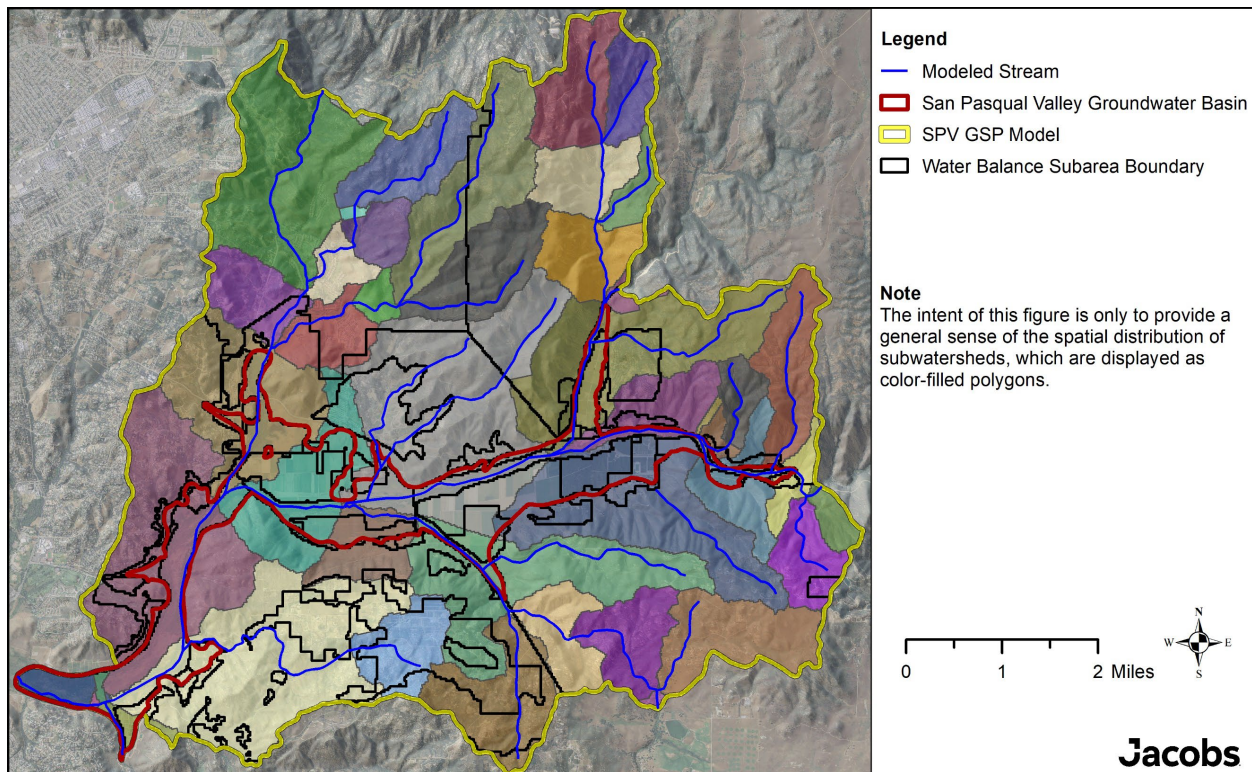 Legend
Modeled Stream
San Pasqual Valley Groundwater Basin
SPV GSP Model
Water Balance Subarea Boundary
Note
The intent of this figure is only to provide a
general sense of the spatial distribution of
subwatersheds, which are displayed as
color-filled polygons.
N
W E
S
0 1 2 Miles
Jacobs